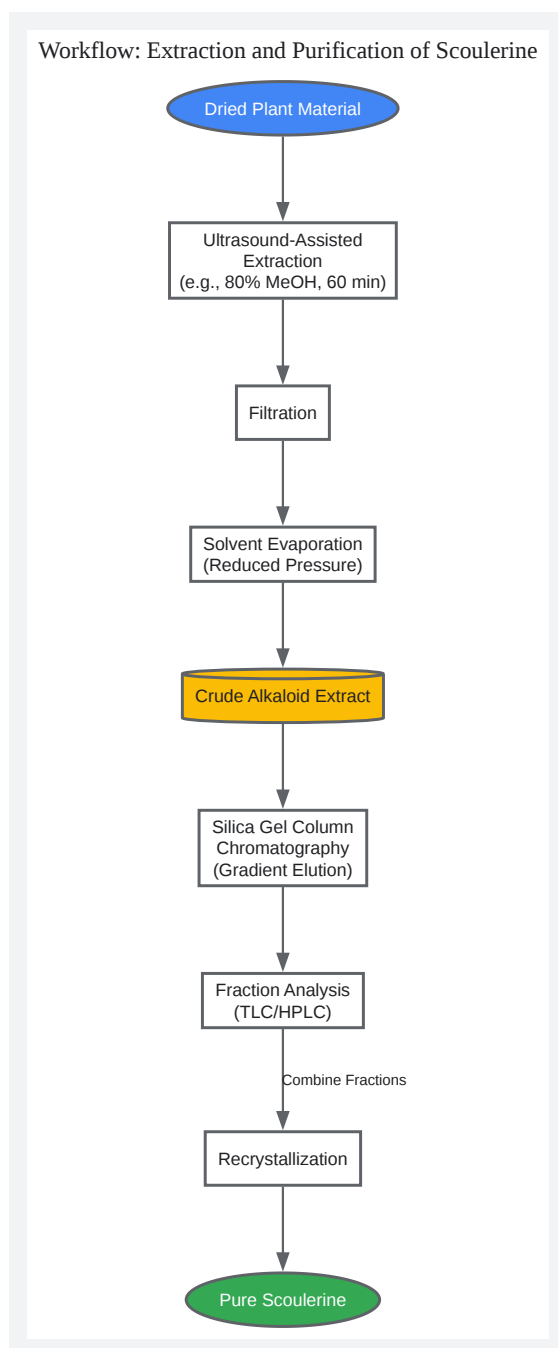 Workflow: Extraction and Purification of Scoulerine
Dried Plant Material
Ultrasound-Assisted
Extraction
(e.g., 80% MeOH, 60 min)
Filtration
Solvent Evaporation
(Reduced Pressure)
Crude Alkaloid Extract
Silica Gel Column
Chromatography
(Gradient Elution)
Fraction Analysis
(TLC/HPLC)
Combine Fractions
Recrystallization
Pure Scoulerine